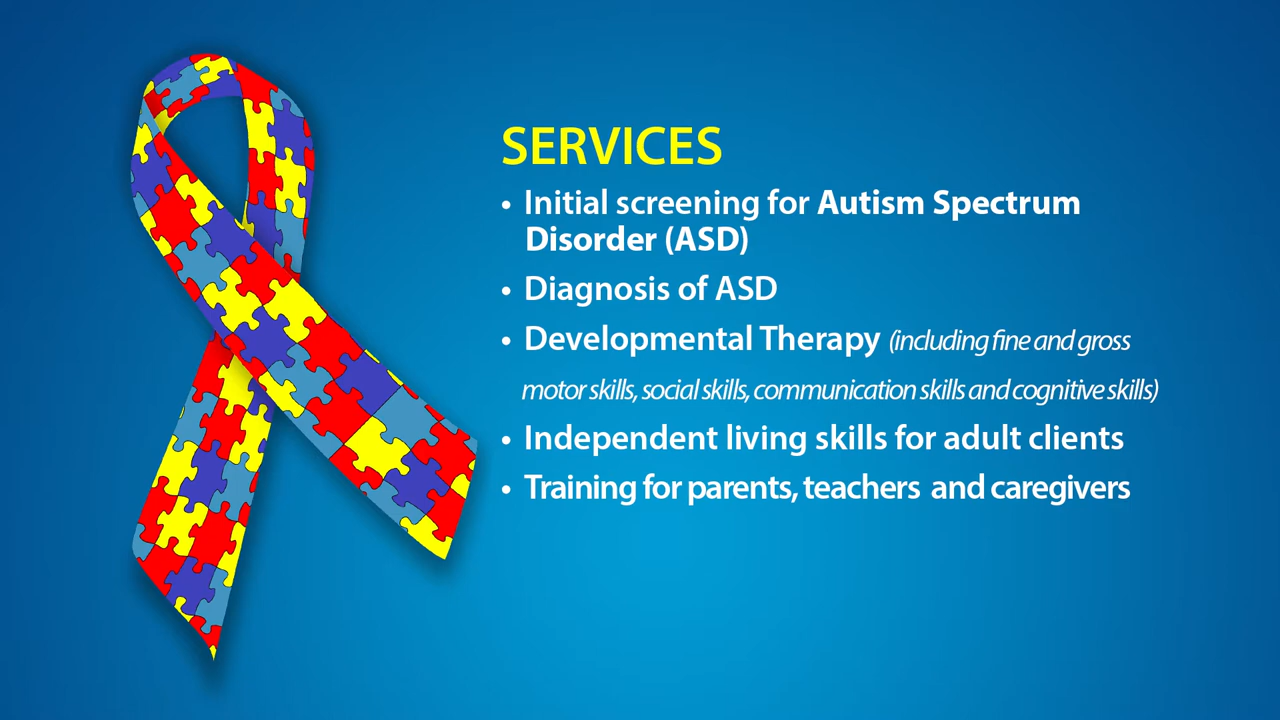 SERVICES
• Initial screening for Autism Spectrum
Disorder (ASD)
• Diagnosis of ASD
• Developmental Therapy (including fine and gross
motor skills, social skills, communication skills and cognitive skills)
• Independent living skills for adult clients
• Training for parents, teachers and caregivers